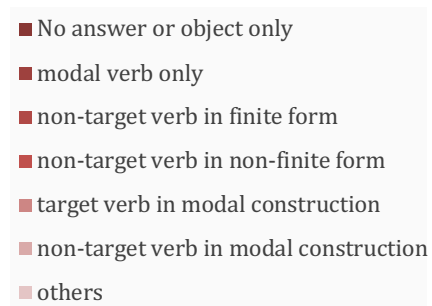 No answer or object only
modal verb only
non-target verb in finite form
non-target verb in non-finite form
target verb in modal construction
non-target verb in modal construction
others